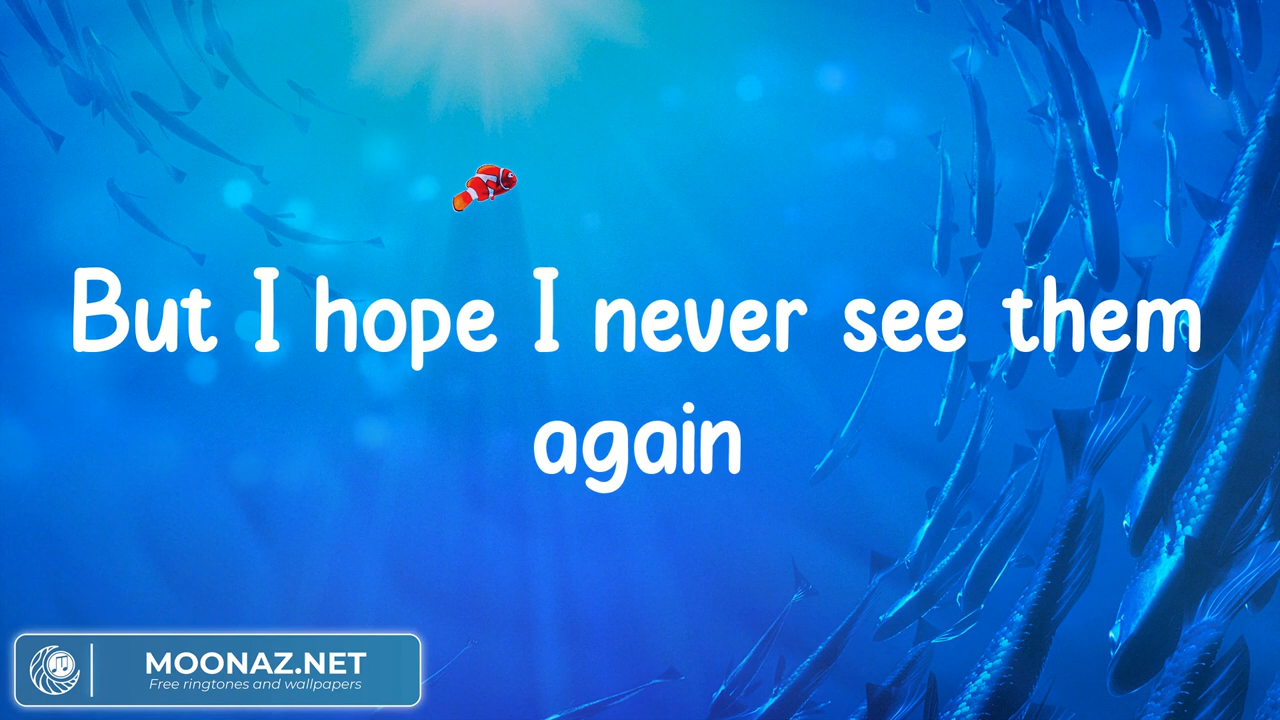 But I hope I never see them
again
MOONAZ.NET
Free ringtones and wallpapers